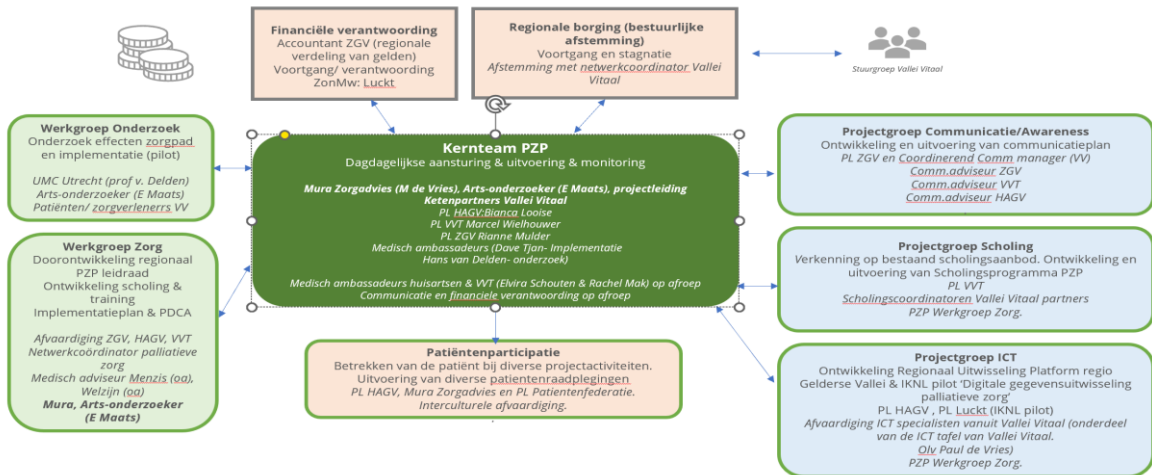 Financiële verantwoording
Accountant ZGV (regionale
verdeling van gelden)
Voortgang/ verantwoording
ZonMw: Luckt
Regionale borging (bestuurlijke
afstemming)
Voortgang en stagnatie
Afstemming met netwerkcoordinator Vallei
Vitaal
Stuurgroep Vallei Vitaal
Werkgroep Onderzoek
Onderzoek effecten zorgpad
en implementatie (pilot)
UMC Utrecht (prof v. Delden)
Arts-onderzoeker (E Maats)
Patiënten/ zorgverlenerrs VV
Kernteam PZP
Dagdagelijkse aansturing & uitvoering & monitoring
Mura Zorgadvies (M de Vries), Arts-onderzoeker (E Maats), projectleiding
Ketenpartners Vallei Vitaal
PL HAGV:Bianca Looise
PL VVT Marcel Wielhouwer
PL ZGV Rianne Mulder
Medisch ambassadeurs (Dave Tjan- Implementatie
Hans van Delden- onderzoek)
Medisch ambassadeurs huisartsen & VVT (Elvira Schouten & Rachel Mak) op afroep
Communicatie en financiele verantwoording op afroep
Projectgroep Communicatie/Awareness
Ontwikkeling en uitvoering van communicatieplan
PL ZGV en Coordinerend Comm manager (VV)
Comm.adviseur ZGV
Comm.adviseur VVT
Comm.adviseur HAGV
Werkgroep Zorg
Doorontwikkeling regionaal
PZP leidraad
Ontwikkeling scholing &
training
Implementatieplan & PDCA
Afvaardiging ZGV, HAGV, VVT
Netwerkcoördinator palliatieve
zorg
Medisch adviseur Menzis (oa),
Welzijn (oa)
Mura, Arts-onderzoeker
(E Maats)
Projectgroep Scholing
Verkenning op bestaand scholingsaanbod. Ontwikkeling en
uitvoering van Scholingsprogramma PZP
PL VVT
Scholingscoordinatoren Vallei Vitaal partners
PZP Werkgroep Zorg.
Patiëntenparticipatie
Betrekken van de patiënt bij diverse projectactiviteiten.
Uitvoering van diverse patientenraadplegingen
PL HAGV, Mura Zorgadvies en PL Patientenfederatie.
Interculturele afvaardiging.
Projectgroep ICT
Ontwikkeling Regionaal Uitwisseling Platform regio
Gelderse Vallei & IKNL pilot ‘Digitale gegevensuitwisseling
palliatieve zorg’
PL HAGV , PL Luckt (IKNL pilot)
Afvaardiging ICT specialisten vanuit Vallei Vitaal (onderdeel
van de ICT tafel van Vallei Vitaal.
Olv Paul de Vries)
PZP Werkgroep Zorg.